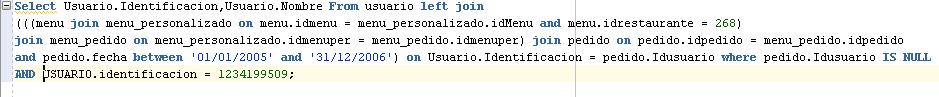 Select Usuario.Identificacion,Usuario.Nombre From usuario left join
(((menu join menu_personalizado on menu.idmenu = menu_personalizado.idMenu and menu.idrestaurante = 268)
join menu_pedido on menu_personalizado.idmenuper = menu_pedido.idmenuper) join pedido on pedido.idpedido = menu_pedido.idpedido
and pedido.fecha between '01/01/2005' and '31/12/2006') on Usuario.Identificacion = pedido.Idusuario where pedido.Idusuario IS NULL
AND USUARIO.identificacion = 1234199509;